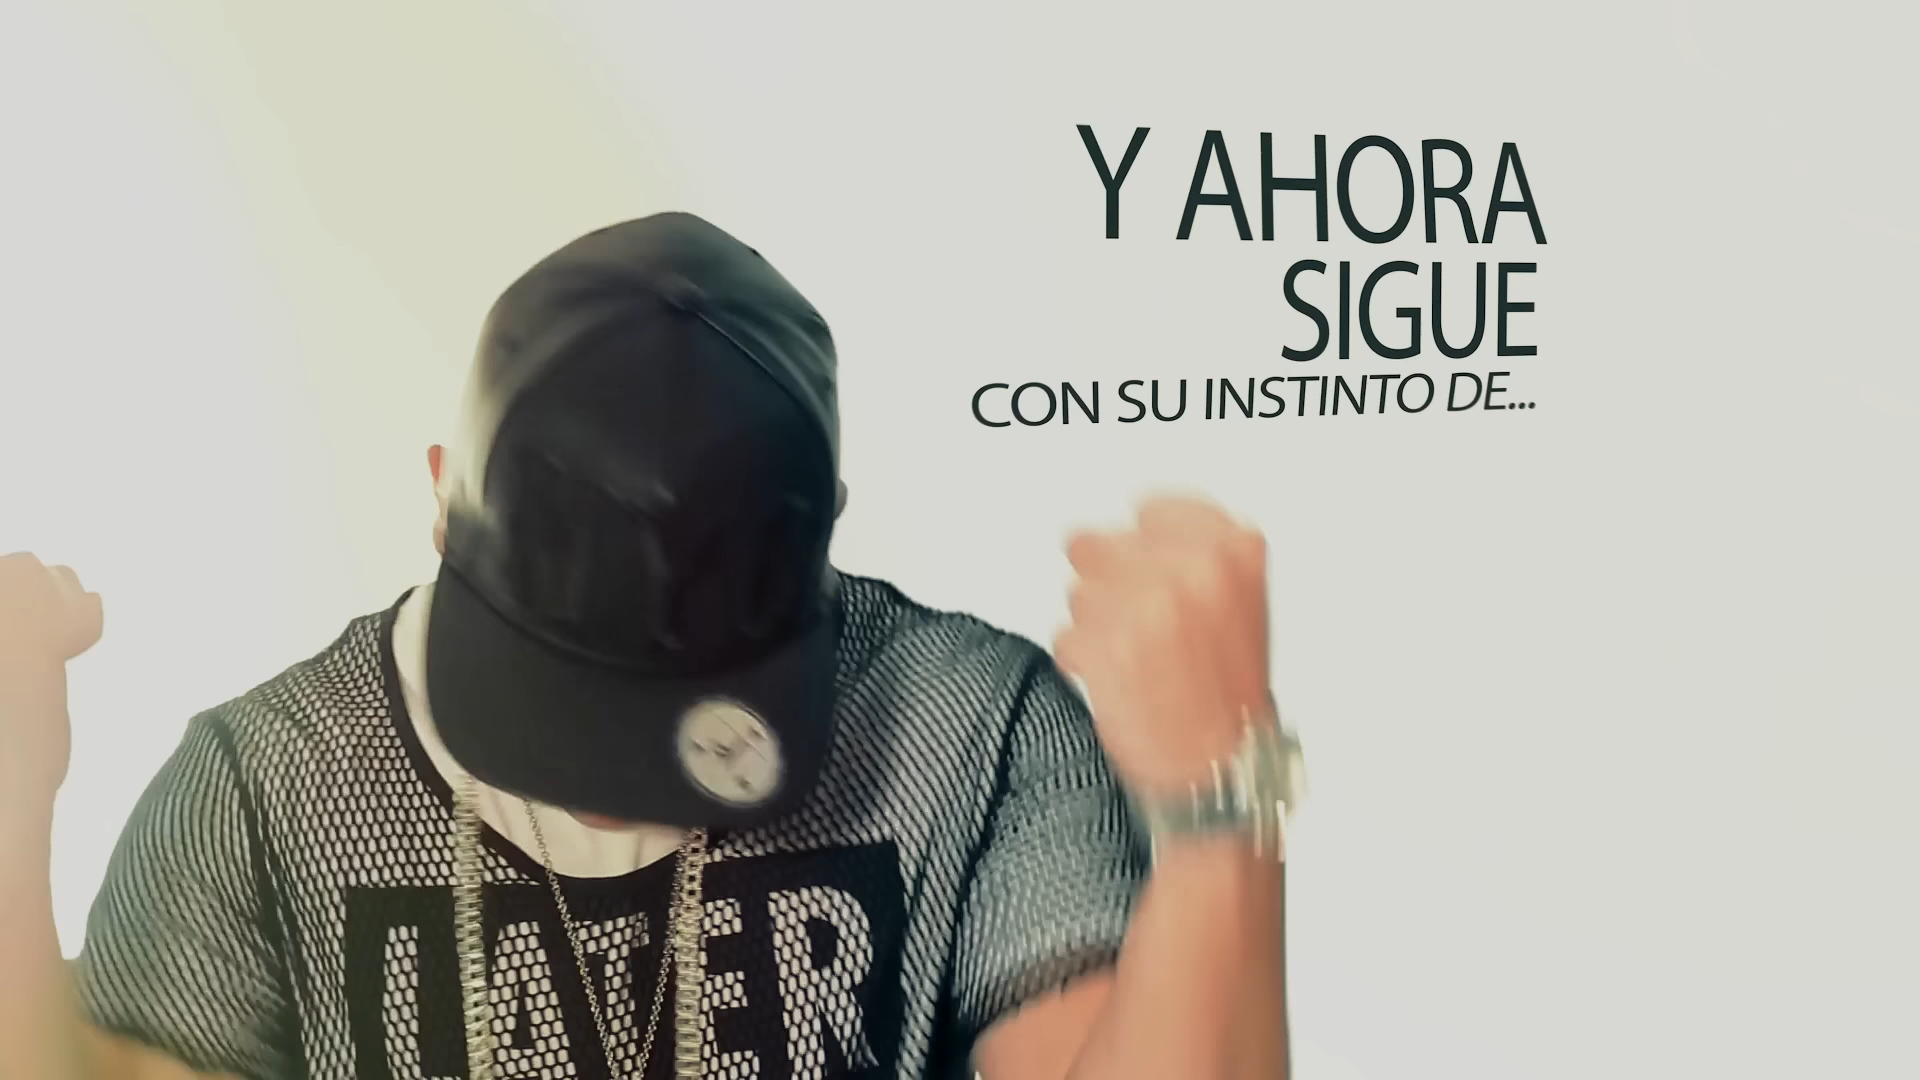 Y AHORA
SIGUE
CON SU INSTINTO DE...
LATER